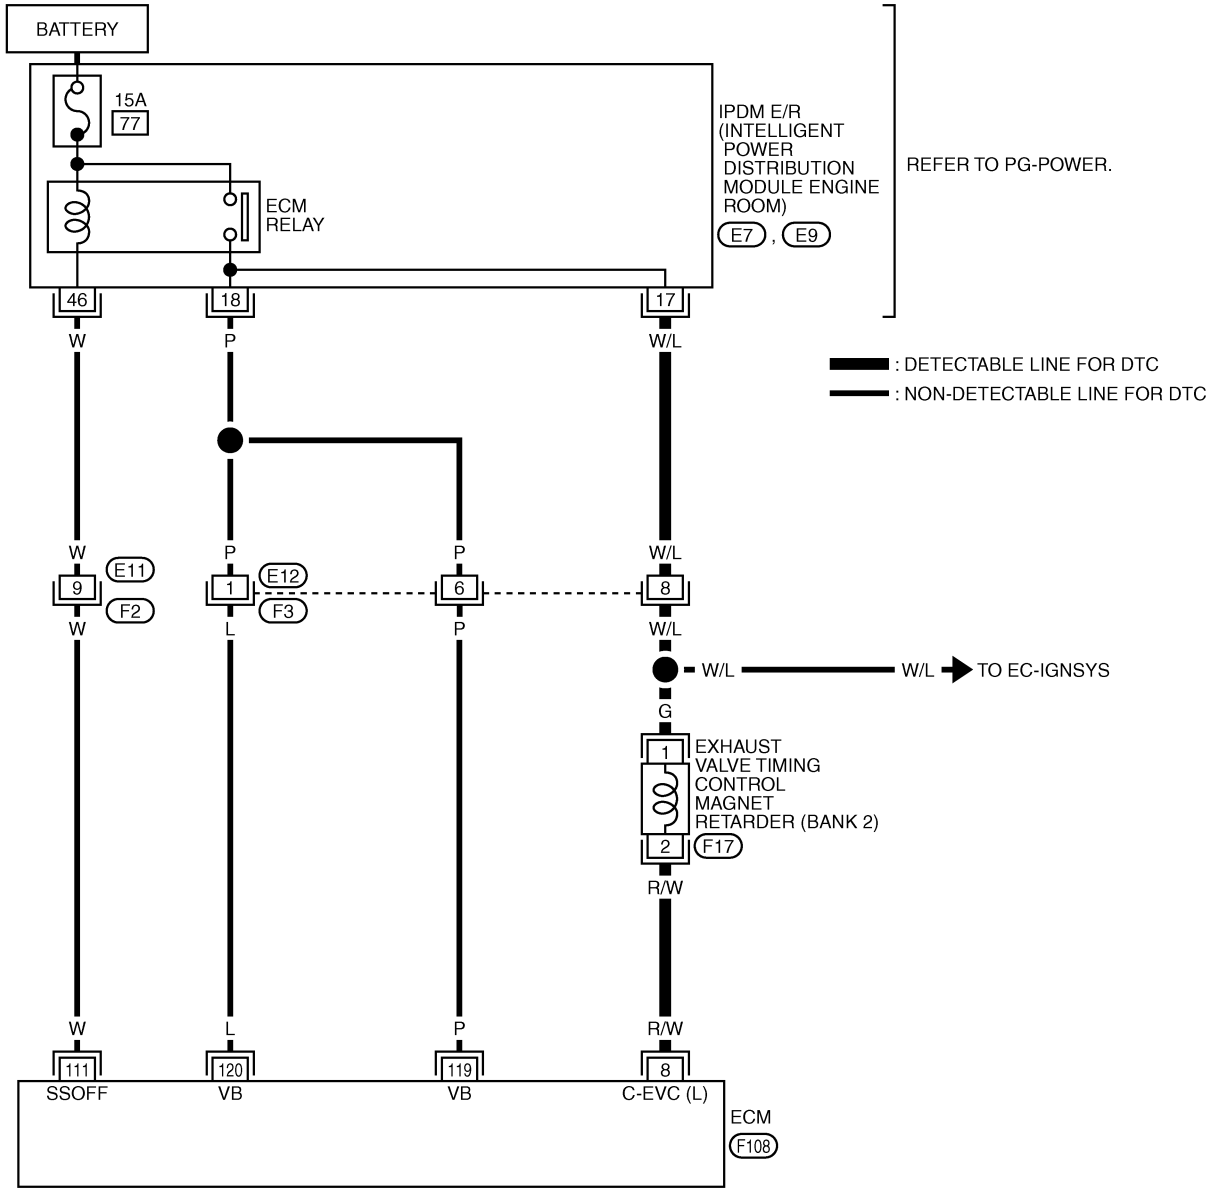 BATTERY
15A
77
IPDM E/R
(INTELLIGENT
POWER
DISTRIBUTION
MODULE ENGINE
ROOM)
E7 , E9
REFER TO PG-POWER.
ECM
RELAY
46 18 17
W P W/L
: DETECTABLE LINE FOR DTC
: NON-DETECTABLE LINE FOR DTC
W P P W/L
E11 E12
9 1 6 8
F2 F3
W L P W/L
W/L W/L TO EC-IGNSYS
G
1
EXHAUST
VALVE TIMING
CONTROL
MAGNET
RETARDER (BANK 2)
2 F17
R/W
W L P R/W
111 120 119 8
SSOFF VB VB C-EVC (L)
ECM
F108